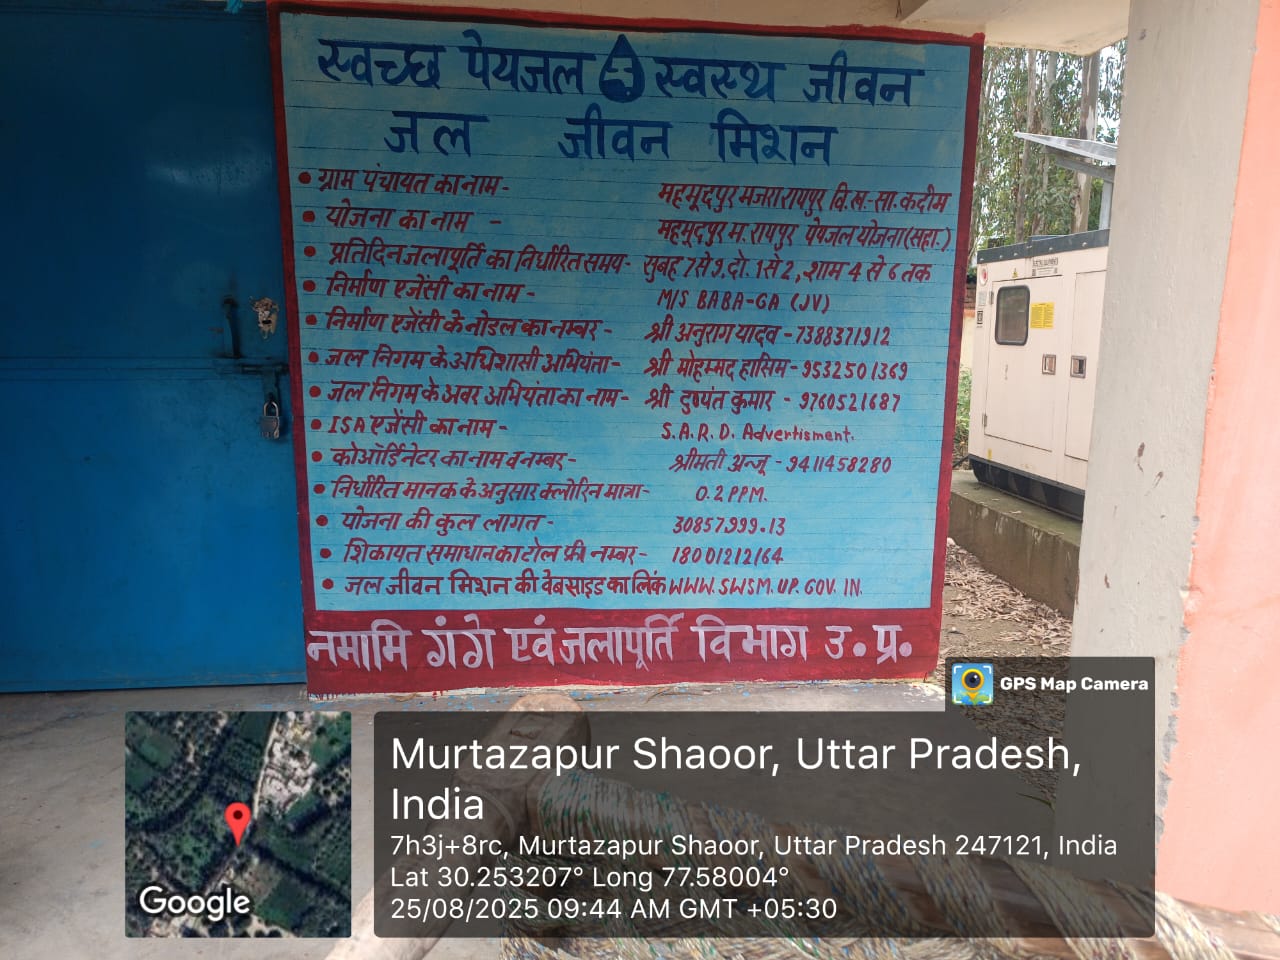 स्वच्छ पेयजल स्वस्थ जीवन
जल जीवन मिशन
• ग्राम पंचायत का नाम - महमूदपुर मजरा रायपुर वि.ख.-सा.कदीम
• योजना का नाम - महमूदपुर म. रायपुर पेयजल योजना (सहा.)
• प्रतिदिन जलापूर्ति का निर्धारित समय- सुबह 7 से 9, दो. 1 से 2, शाम 4 से 6 तक
• निर्माण एजेंसी का नाम - M/S BABA-GA (JV)
• निर्माण एजेंसी के नोडल का नम्बर - श्री अनुराग यादव - 7388371912
• जल निगम के अधिशासी अभियंता- श्री मोहम्मद हासिम - 9532501369
• जल निगम के अवर अभियंता का नाम - श्री दुष्यंत कुमार - 9760521687
• ISA एजेंसी का नाम - S.A.R.D. Advertisment.
• कोऑर्डिनेटर का नाम व नम्बर - श्रीमती अन्जू - 9411458280
• निर्धारित मानक के अनुसार क्लोरिन मात्रा- 0.2 PPM.
• योजना की कुल लागत - 30857999.13
• शिकायत समाधान का टोल फ्री नम्बर - 18001212164
• जल जीवन मिशन की वेबसाइड का लिंक WWW.SWSM.UP.GOV.IN.
नमामि गंगे एवं जलापूर्ति विभाग उ.प्र.
GPS Map Camera
Murtazapur Shaoor, Uttar Pradesh,
India
7h3j+8rc, Murtazapur Shaoor, Uttar Pradesh 247121, India
Lat 30.253207° Long 77.58004°
25/08/2025 09:44 AM GMT +05:30
Google